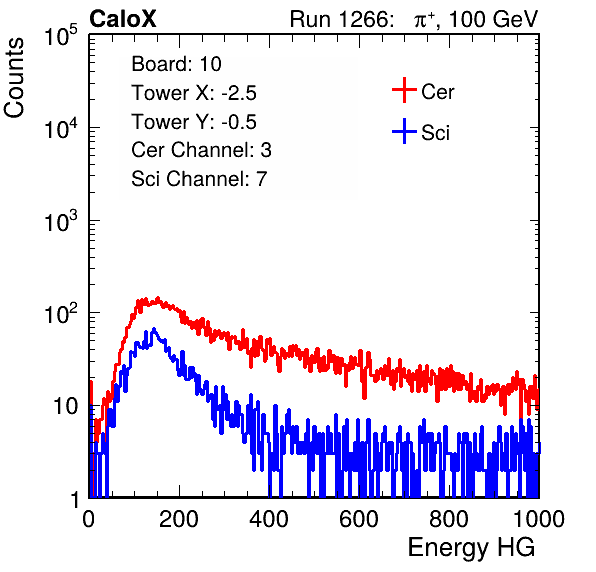 CaloX Run 1266: π⁺, 100 GeV
Counts
Board: 10
Tower X: -2.5
Tower Y: -0.5
Cer Channel: 3
Sci Channel: 7
Cer
Sci
10⁵
10⁴
10³
10²
10
1
0 200 400 600 800 1000
Energy HG